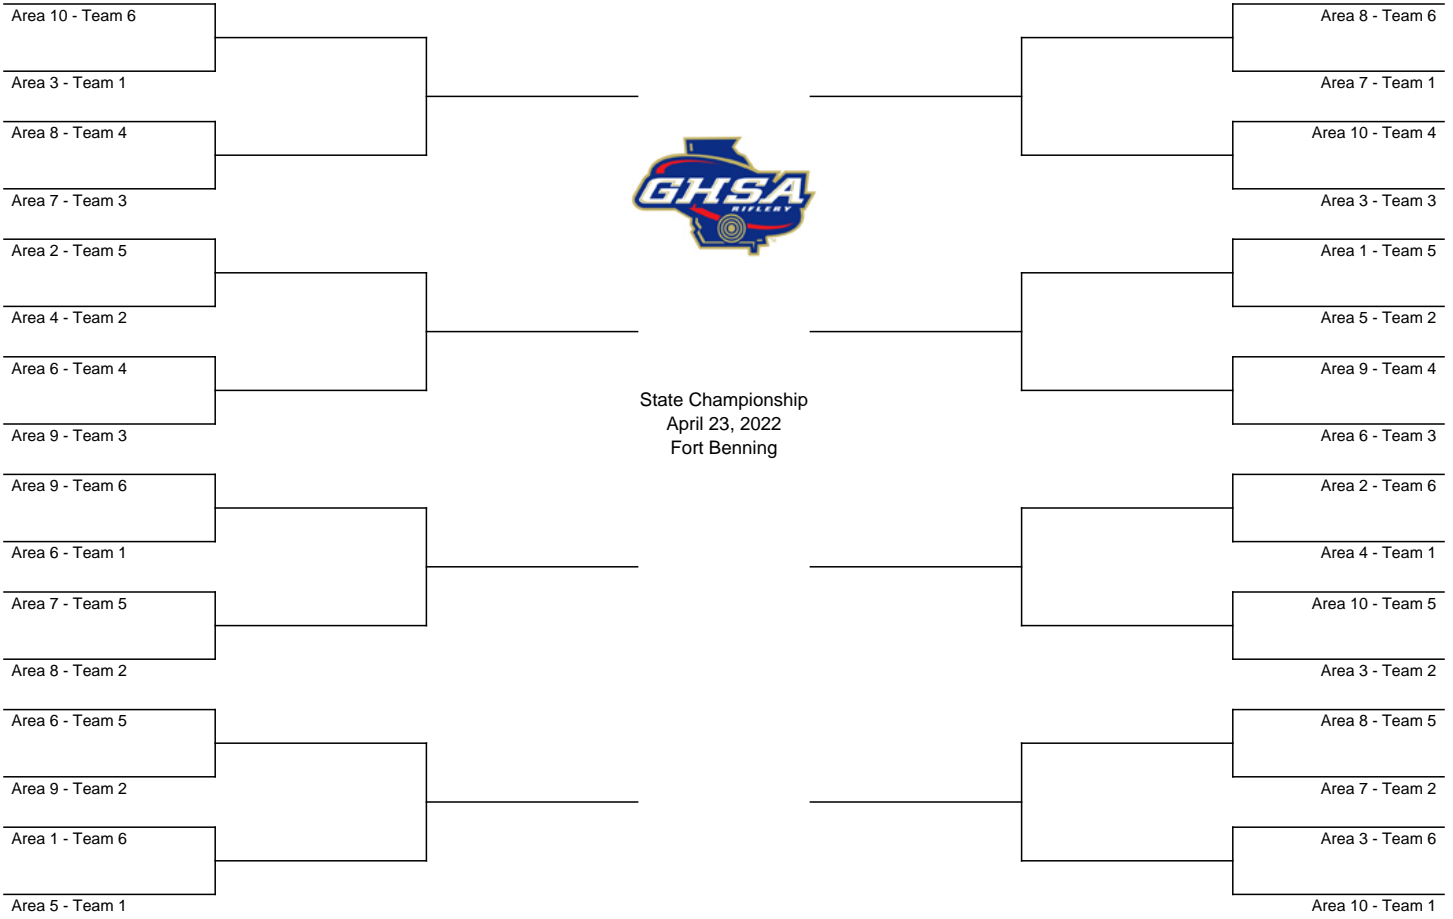 Area 10 - Team 6
Area 3 - Team 1
Area 8 - Team 4
Area 7 - Team 3
Area 2 - Team 5
Area 4 - Team 2
Area 6 - Team 4
Area 9 - Team 3
Area 9 - Team 6
Area 6 - Team 1
Area 7 - Team 5
Area 8 - Team 2
Area 6 - Team 5
Area 9 - Team 2
Area 1 - Team 6
Area 5 - Team 1
GHSA
RIFLERY
State Championship
April 23, 2022
Fort Benning
Area 8 - Team 6
Area 7 - Team 1
Area 10 - Team 4
Area 3 - Team 3
Area 1 - Team 5
Area 5 - Team 2
Area 9 - Team 4
Area 6 - Team 3
Area 2 - Team 6
Area 4 - Team 1
Area 10 - Team 5
Area 3 - Team 2
Area 8 - Team 5
Area 7 - Team 2
Area 3 - Team 6
Area 10 - Team 1